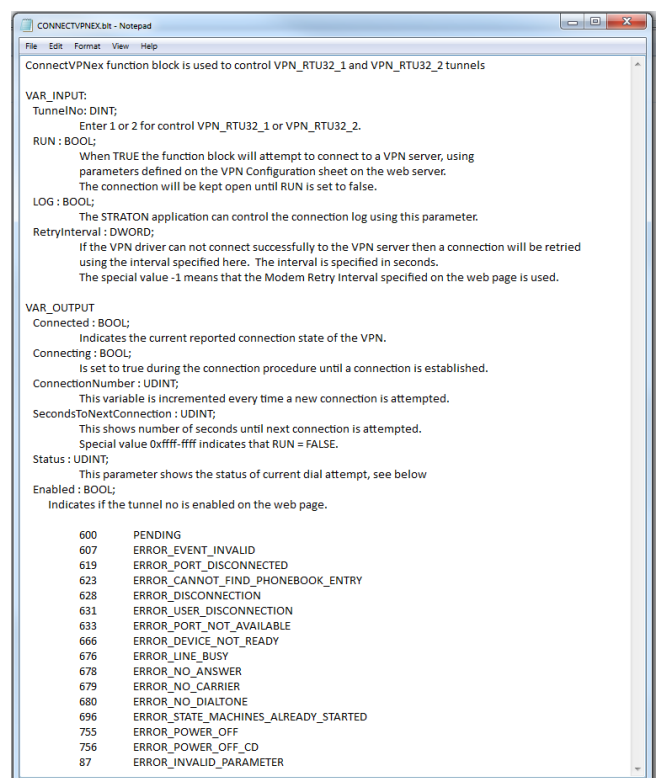 CONNECTVPNEX.blt - Notepad
File Edit Format View Help
ConnectVPNex function block is used to control VPN_RTU32_1 and VPN_RTU32_2 tunnels
VAR_INPUT:
TunnelNo: DINT;
Enter 1 or 2 for control VPN_RTU32_1 or VPN_RTU32_2.
RUN : BOOL;
When TRUE the function block will attempt to connect to a VPN server, using
parameters defined on the VPN Configuration sheet on the web server.
The connection will be kept open until RUN is set to false.
LOG : BOOL;
The STRATON application can control the connection log using this parameter.
RetryInterval : DWORD;
If the VPN driver can not connect successfully to the VPN server then a connection will be retried
using the interval specified here. The interval is specified in seconds.
The special value -1 means that the Modem Retry Interval specified on the web page is used.
VAR_OUTPUT
Connected : BOOL;
Indicates the current reported connection state of the VPN.
Connecting : BOOL;
Is set to true during the connection procedure until a connection is established.
ConnectionNumber : UDINT;
This variable is incremented every time a new connection is attempted.
SecondsToNextConnection : UDINT;
This shows number of seconds until next connection is attempted.
Special value 0xffff-ffff indicates that RUN = FALSE.
Status : UDINT;
This parameter shows the status of current dial attempt, see below
Enabled : BOOL;
Indicates if the tunnel no is enabled on the web page.
600 PENDING
607 ERROR_EVENT_INVALID
619 ERROR_PORT_DISCONNECTED
623 ERROR_CANNOT_FIND_PHONEBOOK_ENTRY
628 ERROR_DISCONNECTION
631 ERROR_USER_DISCONNECTION
633 ERROR_PORT_NOT_AVAILABLE
666 ERROR_DEVICE_NOT_READY
676 ERROR_LINE_BUSY
678 ERROR_NO_ANSWER
679 ERROR_NO_CARRIER
680 ERROR_NO_DIALTONE
696 ERROR_STATE_MACHINES_ALREADY_STARTED
755 ERROR_POWER_OFF
756 ERROR_POWER_OFF_CD
87 ERROR_INVALID_PARAMETER